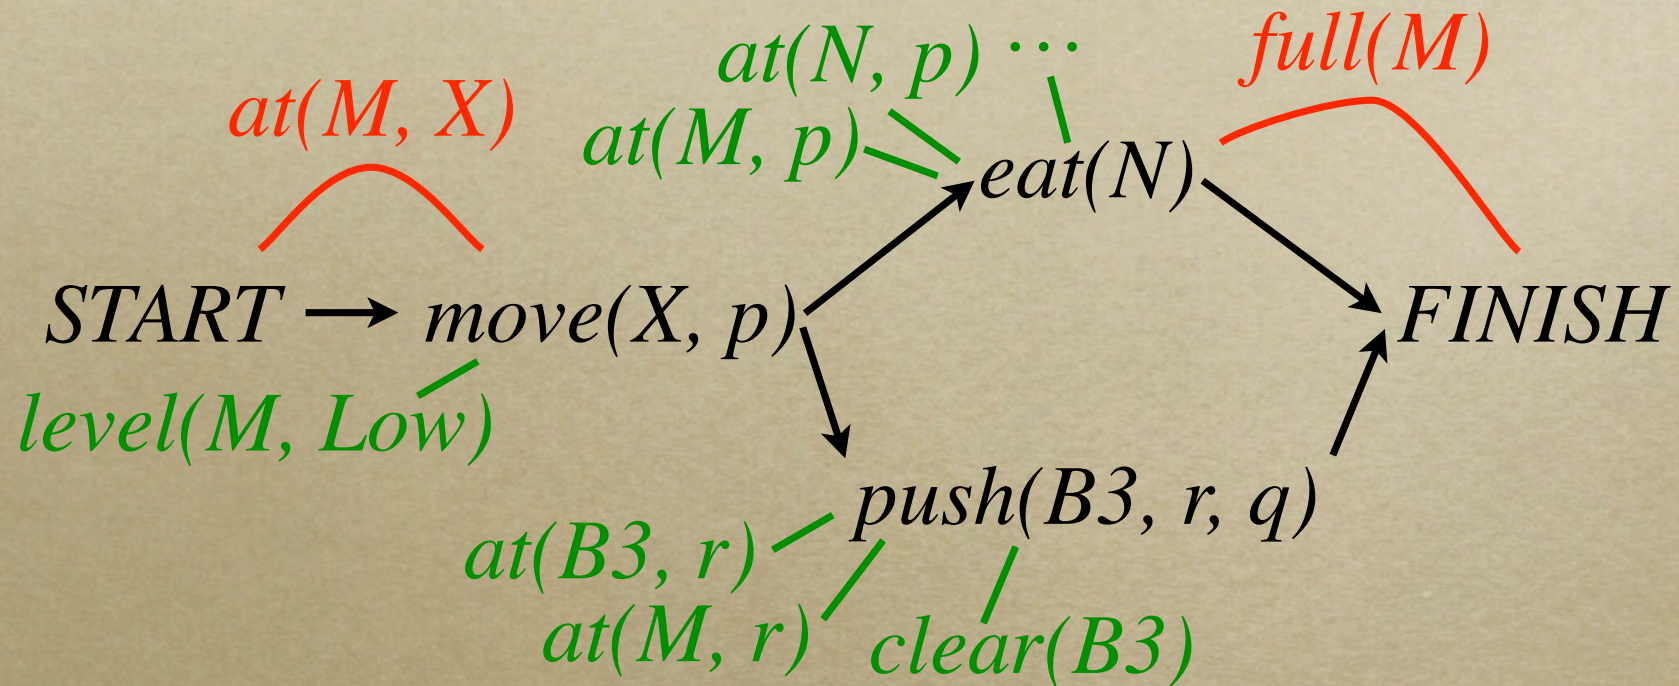 at(N, p) ...
full(M)
at(M, X)
at(M, p)
eat(N)
START
move(X, p)
FINISH
level(M, Low)
push(B3, r, q)
at(B3, r)
at(M, r)
clear(B3)